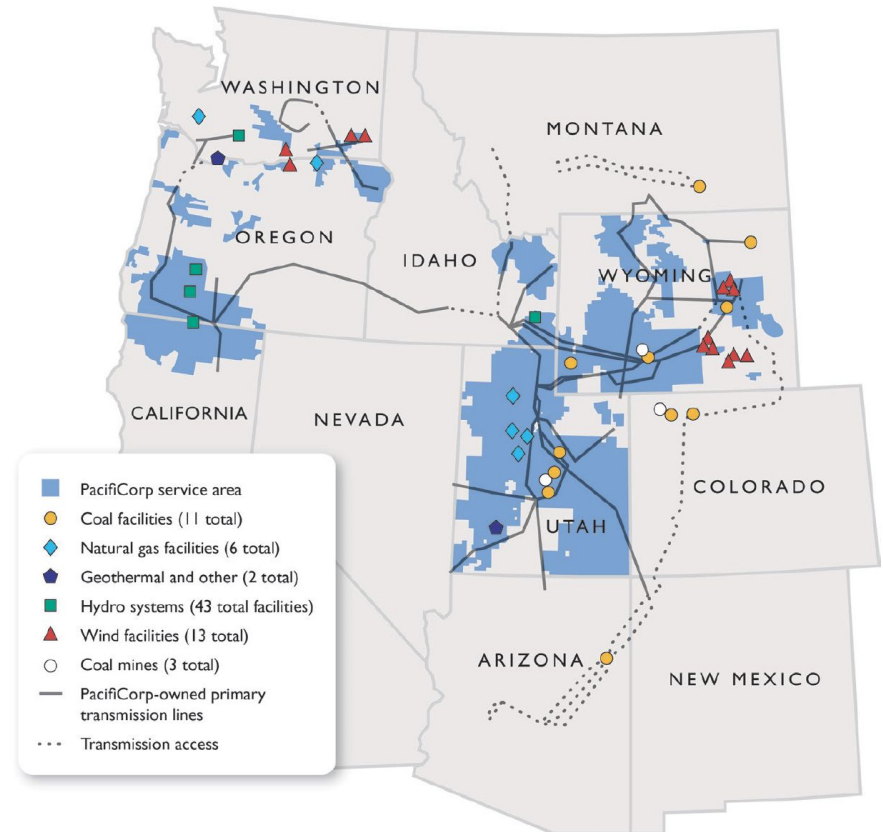 WASHINGTON
MONTANA
OREGON
IDAHO
WYOMING
CALIFORNIA
NEVADA
UTAH
COLORADO
ARIZONA
NEW MEXICO
PacifiCorp service area
Coal facilities (11 total)
Natural gas facilities (6 total)
Geothermal and other (2 total)
Hydro systems (43 total facilities)
Wind facilities (13 total)
Coal mines (3 total)
PacifiCorp-owned primary
transmission lines
Transmission access